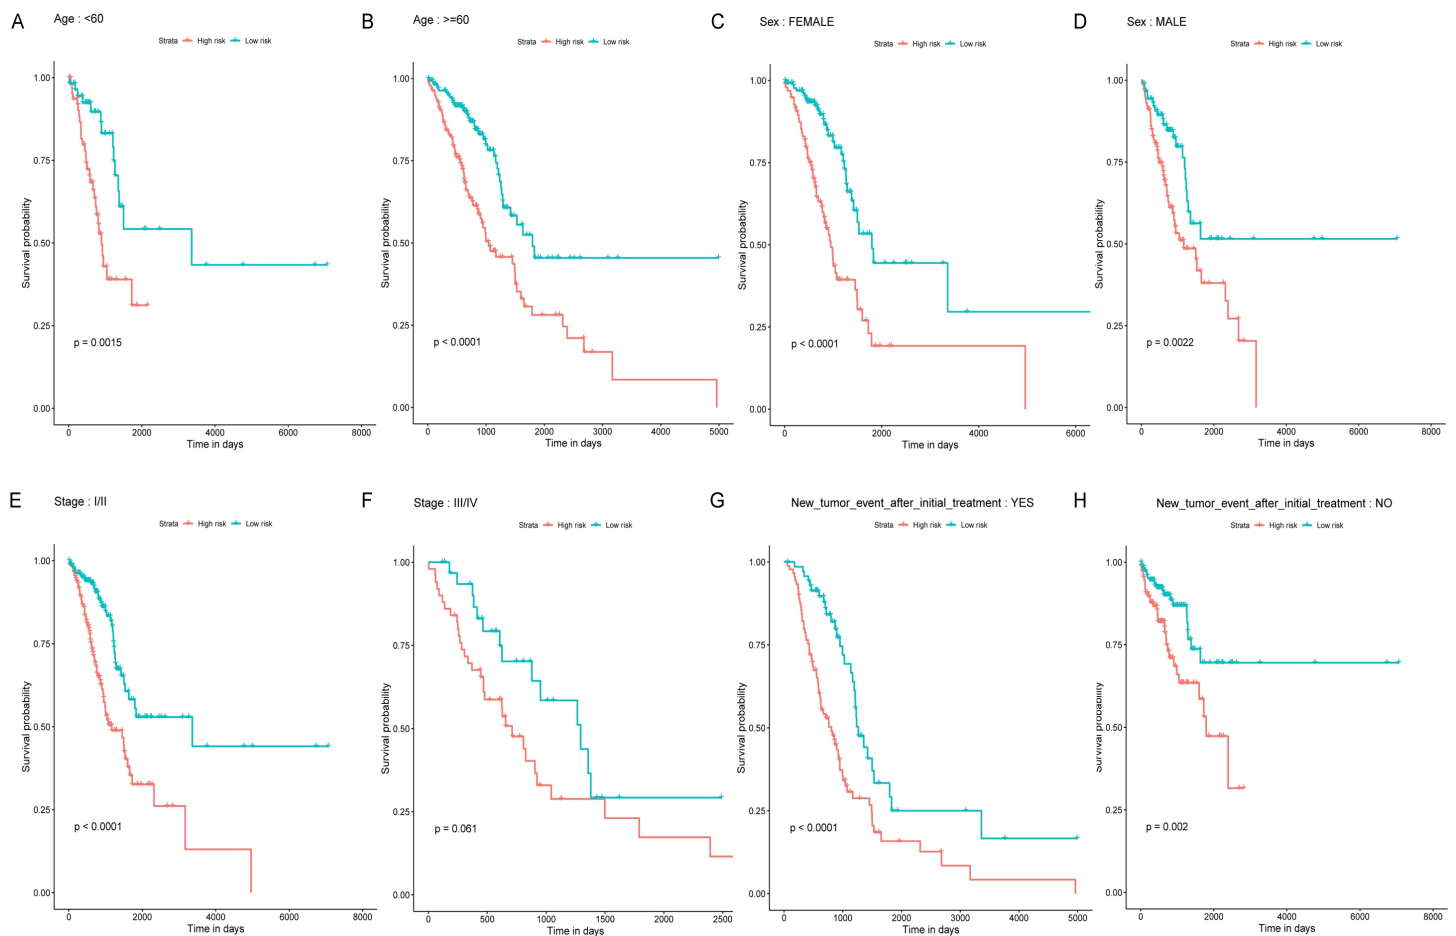 A
Age : <60
Strata High risk Low risk
Survival probability
1.00
0.75
0.50
0.25
0.00
p = 0.0015
0 2000 4000 6000 8000
Time in days
B
Age : >=60
Strata High risk Low risk
Survival probability
1.00
0.75
0.50
0.25
0.00
p < 0.0001
0 1000 2000 3000 4000 5000
Time in days
C
Sex : FEMALE
Strata High risk Low risk
Survival probability
1.00
0.75
0.50
0.25
0.00
p < 0.0001
0 2000 4000 6000
Time in days
D
Sex : MALE
Strata High risk Low risk
Survival probability
1.00
0.75
0.50
0.25
0.00
p = 0.0022
0 2000 4000 6000 8000
Time in days
E
Stage : I/II
Strata High risk Low risk
Survival probability
1.00
0.75
0.50
0.25
0.00
p < 0.0001
0 2000 4000 6000 8000
Time in days
F
Stage : III/IV
Strata High risk Low risk
Survival probability
1.00
0.75
0.50
0.25
0.00
p = 0.061
0 500 1000 1500 2000 2500
Time in days
G
New_tumor_event_after_initial_treatment : YES
Strata High risk Low risk
Survival probability
1.00
0.75
0.50
0.25
0.00
p < 0.0001
0 1000 2000 3000 4000 5000
Time in days
H
New_tumor_event_after_initial_treatment : NO
Strata High risk Low risk
Survival probability
1.00
0.75
0.50
0.25
0.00
p = 0.002
0 2000 4000 6000 8000
Time in days